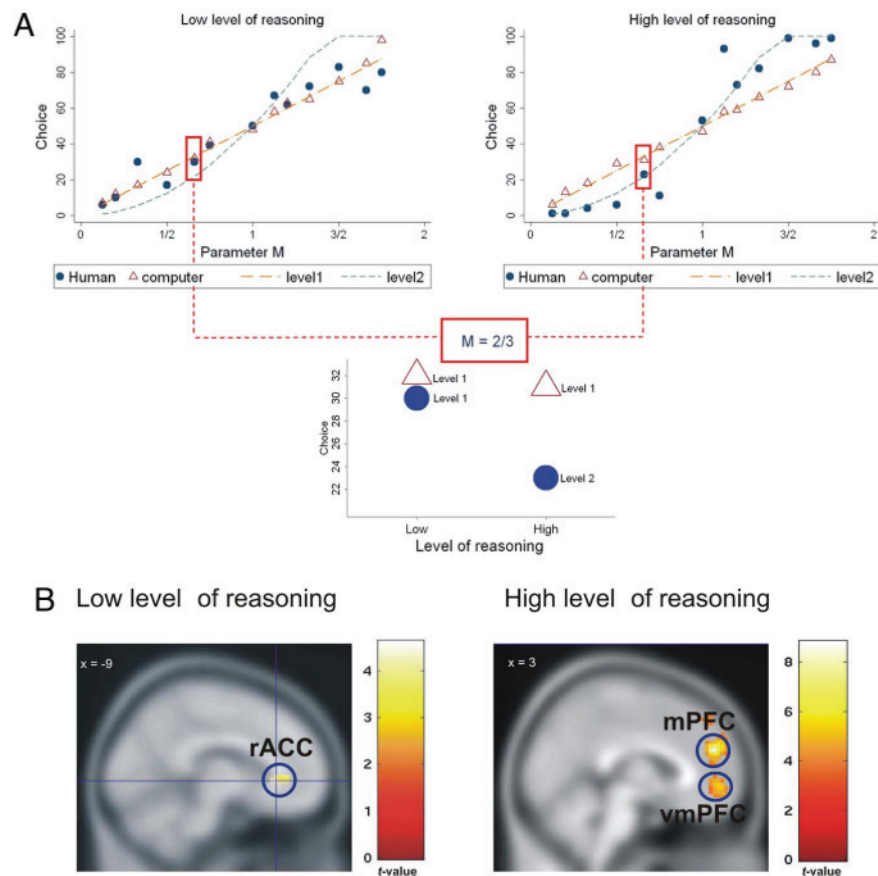 A
Low level of reasoning
High level of reasoning
Choice
100
80
60
40
20
0
0
1/2
1
3/2
2
Parameter M
Human
computer
level1
level2
Choice
100
80
60
40
20
0
0
1/2
1
3/2
2
Parameter M
Human
computer
level1
level2
M = 2/3
Choice
32
30
28
26
24
22
Level 1
Level 1
Level 1
Level 2
Low
High
Level of reasoning
B
Low level of reasoning
High level of reasoning
x = -9
rACC
4
3
2
1
0
t-value
x = 3
mPFC
vmPFC
8
6
4
2
0
t-value